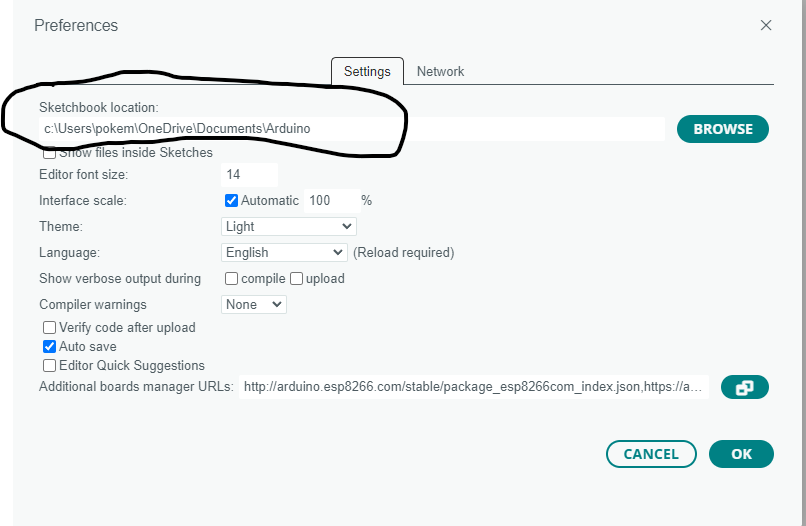 Preferences
Settings Network
Sketchbook location:
c:\Users\pokem\OneDrive\Documents\Arduino
BROWSE
Show files inside Sketches
Editor font size: 14
Interface scale: Automatic 100 %
Theme: Light
Language: English (Reload required)
Show verbose output during compile upload
Compiler warnings None
Verify code after upload
Auto save
Editor Quick Suggestions
Additional boards manager URLs: http://arduino.esp8266.com/stable/package_esp8266com_index.json,https://a...
CANCEL OK